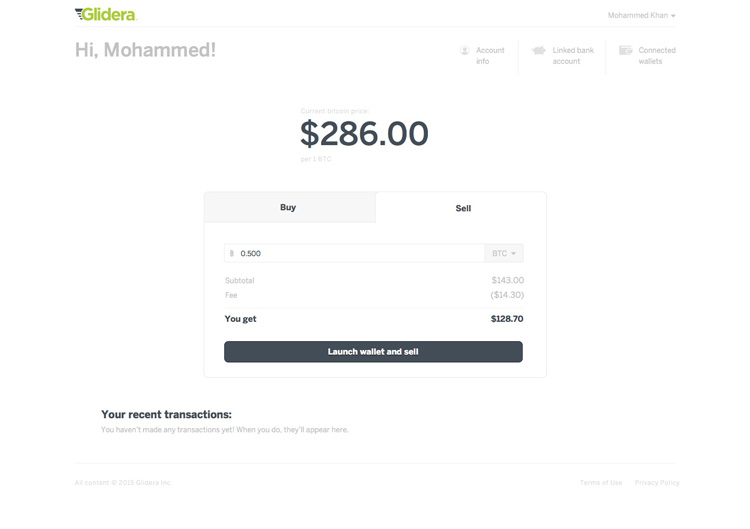 Glidera
Mohammed Khan
Hi, Mohammed!
Account
info
Linked bank
account
Connected
wallets
Current bitcoin price:
$286.00
per 1 BTC
Buy
Sell
0.500
BTC
Subtotal
$143.00
Fee
($14.30)
You get
$128.70
Launch wallet and sell
Your recent transactions:
You haven't made any transactions yet! When you do, they'll appear here.
All content © 2015 Glidera Inc.
Terms of Use
Privacy Policy